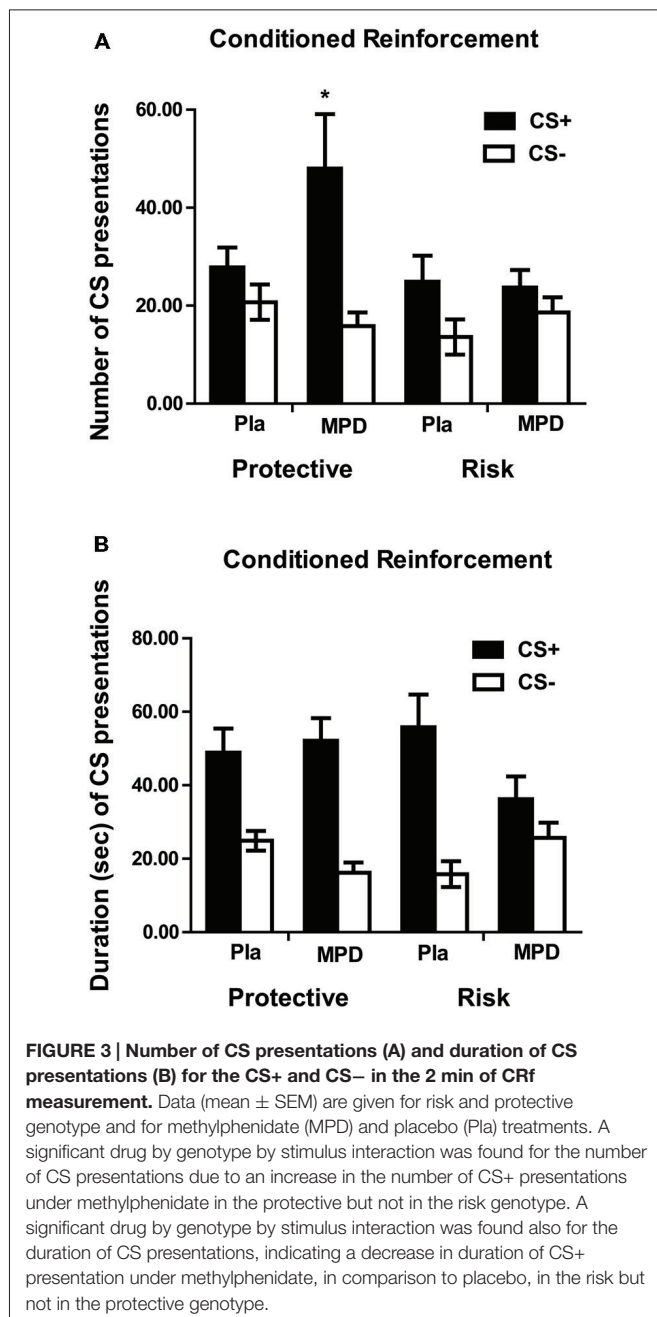 A
Conditioned Reinforcement
*
60.00
40.00
20.00
0.00
Number of CS presentations
CS+
CS-
Pla
MPD
Pla
MPD
Protective
Risk
B
Conditioned Reinforcement
80.00
60.00
40.00
20.00
0.00
Duration (sec) of CS presentations
CS+
CS-
Pla
MPD
Pla
MPD
Protective
Risk
FIGURE 3 | Number of CS presentations (A) and duration of CS
presentations (B) for the CS+ and CS− in the 2 min of CRf
measurement. Data (mean ± SEM) are given for risk and protective
genotype and for methylphenidate (MPD) and placebo (Pla) treatments. A
significant drug by genotype by stimulus interaction was found for the number
of CS presentations due to an increase in the number of CS+ presentations
under methylphenidate in the protective but not in the risk genotype. A
significant drug by genotype by stimulus interaction was found also for the
duration of CS presentations, indicating a decrease in duration of CS+
presentation under methylphenidate, in comparison to placebo, in the risk but
not in the protective genotype.